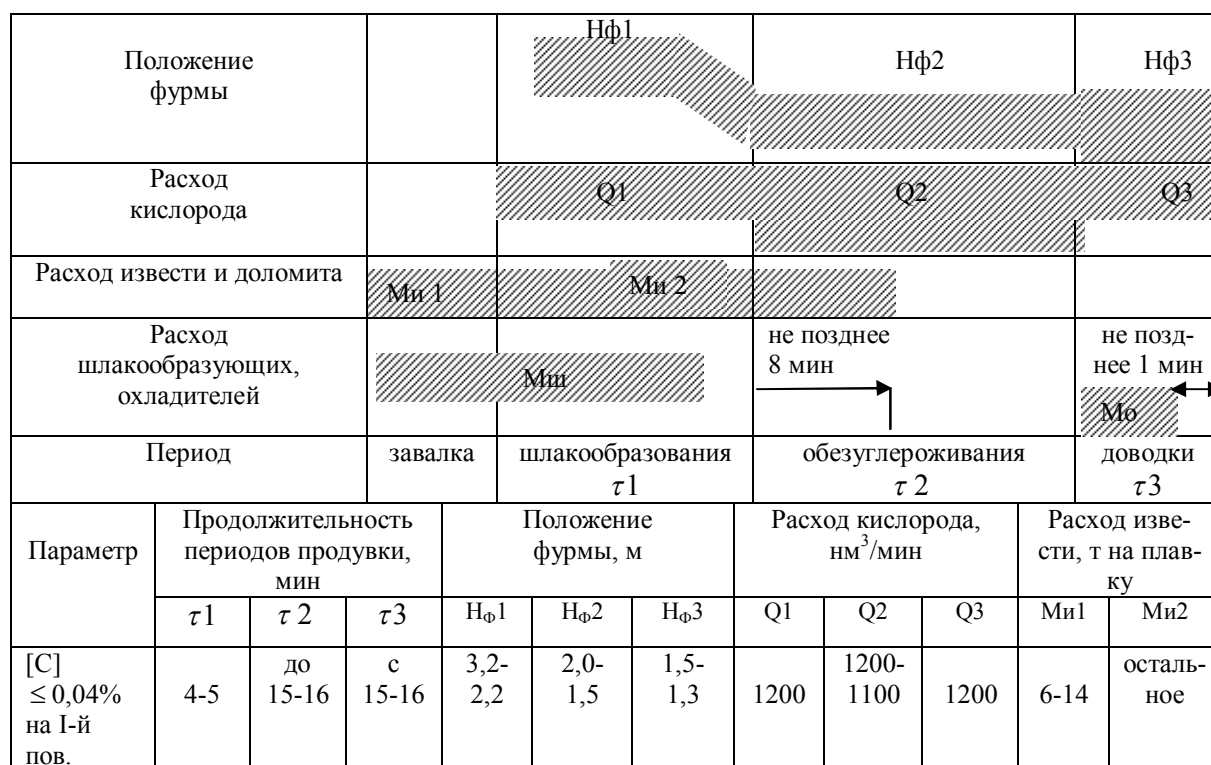 Положение
фурмы
Нф1
Нф2
Нф3
Расход
кислорода
Q1
Q2
Q3
Расход извести и доломита
Ми 1
Ми 2
Расход
шлакообразующих,
охладителей
Мш
не позднее
8 мин
не позд-
нее 1 мин
Мо
Период
завалка
шлакообразования
τ1
обезуглероживания
τ 2
доводки
τ3
Параметр
Продолжительность
периодов продувки,
мин
Положение
фурмы, м
Расход кислорода,
нм³/мин
Расход изве-
сти, т на плав-
ку
τ1
τ 2
τ3
НФ1
НФ2
НФ3
Q1
Q2
Q3
Ми1
Ми2
[C]
≤ 0,04%
на I-й
пов.
4-5
до
15-16
с
15-16
3,2-
2,2
2,0-
1,5
1,5-
1,3
1200
1200-
1100
1200
6-14
осталь-
ное